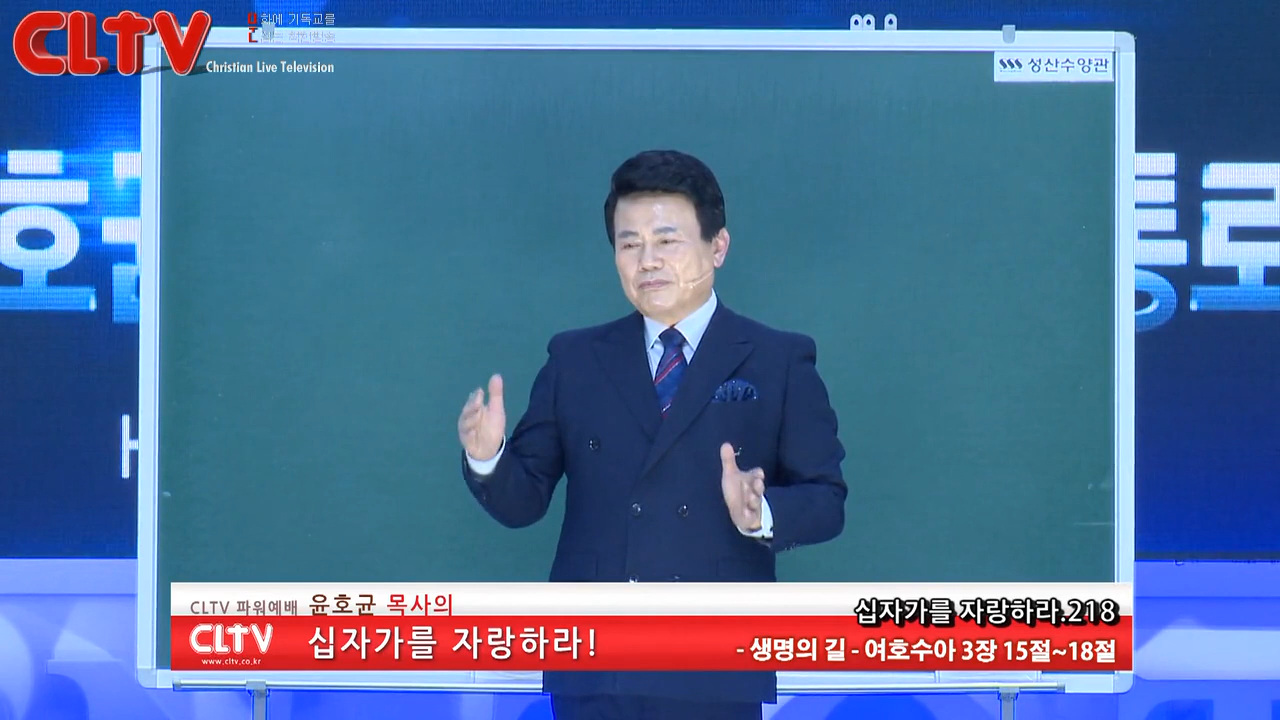 CLTV
Christian Live Television
성산수양관
CLTV 파워예배 윤호균 목사의
십자가를 자랑하라.218
CLTV
www.cltv.co.kr
십자가를 자랑하라!
- 생명의 길 - 여호수아 3장 15절~18절